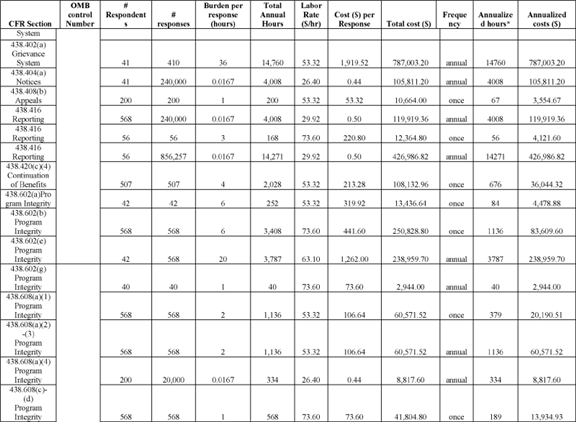 CFR Section OMB control Number # Respondent s # responses Burden per response (hours) Total Annual Hours Labor Rate ($/hr) Cost ($) per Response Total cost ($) Freque ncy Annualize d hours* Annualized costs ($)
System
438.402(a) Grievance System 41 410 36 14,760 53.32 1,919.52 787,003.20 annual 14760 787,003.20
438.404(a) Notices 41 240,000 0.0167 4,008 26.40 0.44 105,811.20 annual 4008 105,811.20
438.408(b) Appeals 200 200 1 200 53.32 53.32 10,664.00 once 67 3,554.67
438.416 Reporting 568 240,000 0.0167 4,008 29.92 0.50 119,919.36 annual 4008 119,919.36
438.416 Reporting 56 56 3 168 73.60 220.80 12,364.80 once 56 4,121.60
438.416 Reporting 56 856,257 0.0167 14,271 29.92 0.50 426,986.82 annual 14271 426,986.82
438.420(c)(4) Continuation of Benefits 507 507 4 2,028 53.32 213.28 108,132.96 once 676 36,044.32
438.602(a)Pro gram Integrity 42 42 6 252 53.32 319.92 13,436.64 once 84 4,478.88
438.602(b) Program Integrity 568 568 6 3,408 73.60 441.60 250,828.80 once 1136 83,609.60
438.602(e) Program Integrity 42 568 20 3,787 63.10 1,262.00 238,959.70 annual 3787 238,959.70
438.602(g) Program Integrity 40 40 1 40 73.60 73.60 2,944.00 annual 40 2,944.00
438.608(a)(1) Program Integrity 568 568 2 1,136 53.32 106.64 60,571.52 once 379 20,190.51
438.608(a)(2) -(3) Program Integrity 568 568 2 1,136 53.32 106.64 60,571.52 annual 1136 60,571.52
438.608(a)(4) Program Integrity 200 20,000 0.0167 334 26.40 0.44 8,817.60 annual 334 8,817.60
438.608(c)- (d) Program Integrity 568 568 1 568 73.60 73.60 41,804.80 once 189 13,934.93